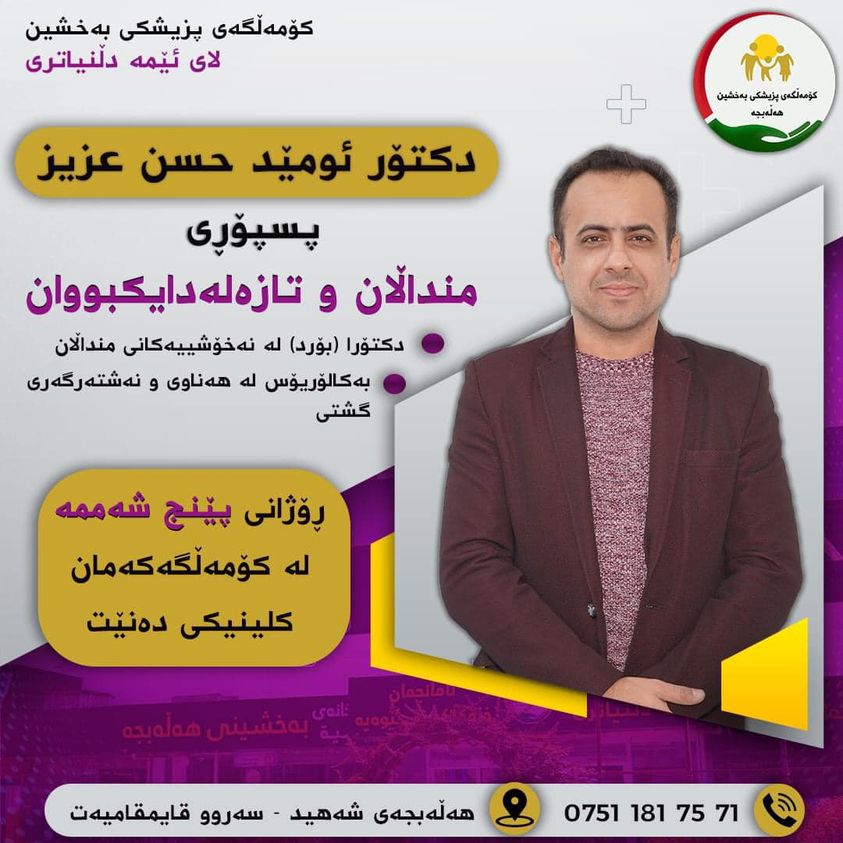 کۆمەڵگەی پزیشکی بەخشین
لای ئێمە دڵنیاتری
کۆمەڵگەی پزیشکی بەخشین
هەڵەبجە
دکتۆر ئومێد حسن عزیز
پسپۆڕی
منداڵان و تازەلەدایکبووان
دکتۆرا (بۆرد) لە نەخۆشییەکانی منداڵان
بەکالۆریۆس لە هەناوی و نەشتەرگەری
گشتی
ڕۆژانی پێنج شەممە
لە کۆمەڵگەکەمان
کلینیکی دەنێت
بەخشینی هەڵەبجە
هەڵەبجەی شەهید - سەروو قایمقامیەت
0751 181 75 71